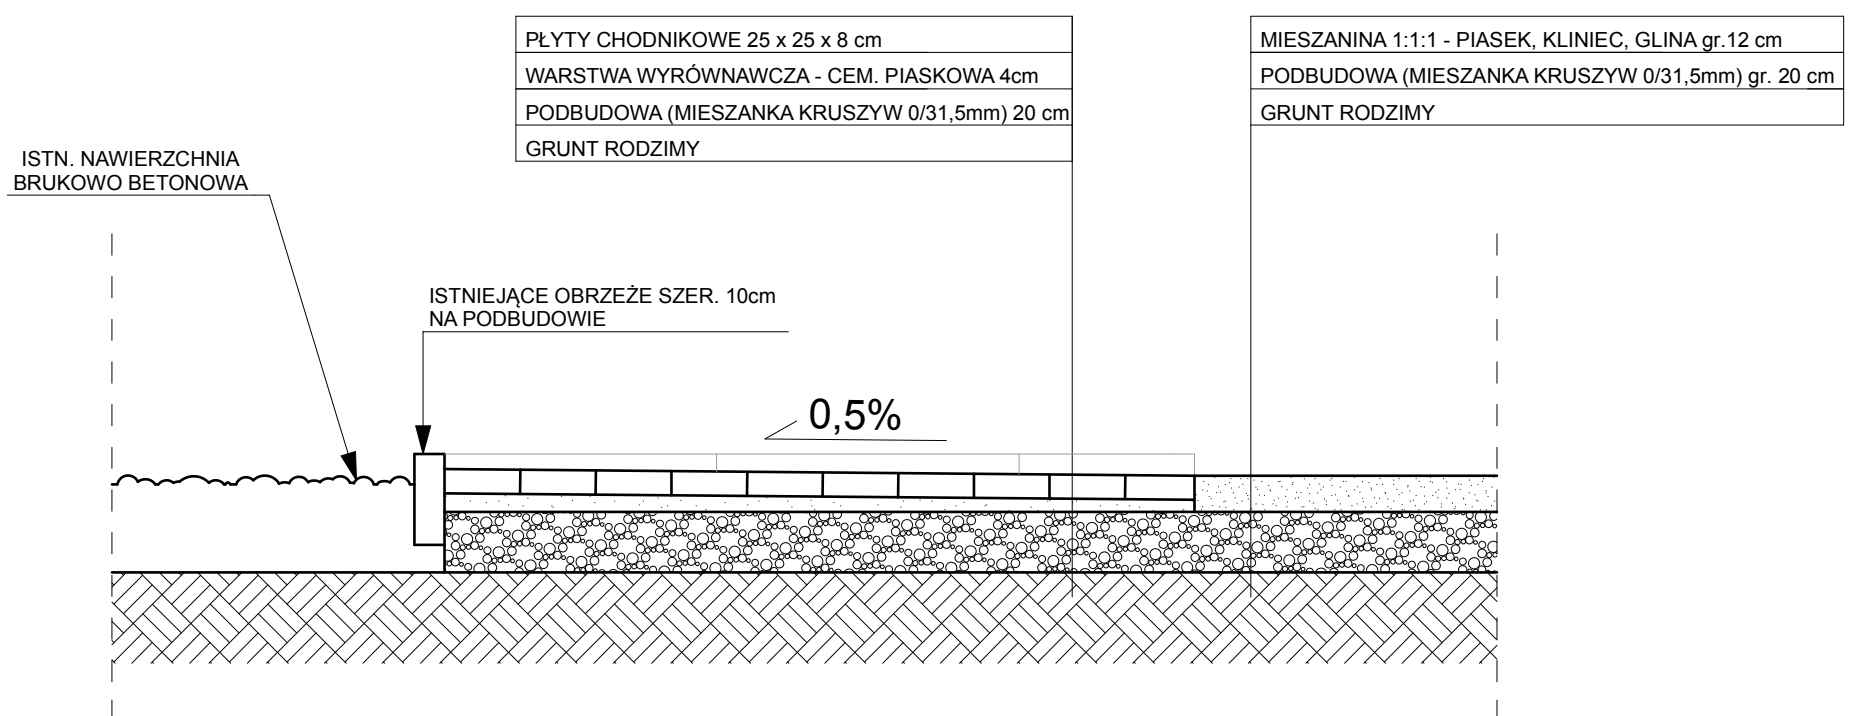 PŁYTY CHODNIKOWE 25 x 25 x 8 cm
WARSTWA WYRÓWNAWCZA - CEM. PIASKOWA 4cm
PODBUDOWA (MIESZANKA KRUSZYW 0/31,5mm) 20 cm
GRUNT RODZIMY
MIESZANINA 1:1:1 - PIASEK, KLINIEC, GLINA gr.12 cm
PODBUDOWA (MIESZANKA KRUSZYW 0/31,5mm) gr. 20 cm
GRUNT RODZIMY
ISTN. NAWIERZCHNIA
BRUKOWO BETONOWA
ISTNIEJĄCE OBRZEŻE SZER. 10cm
NA PODBUDOWIE
0,5%